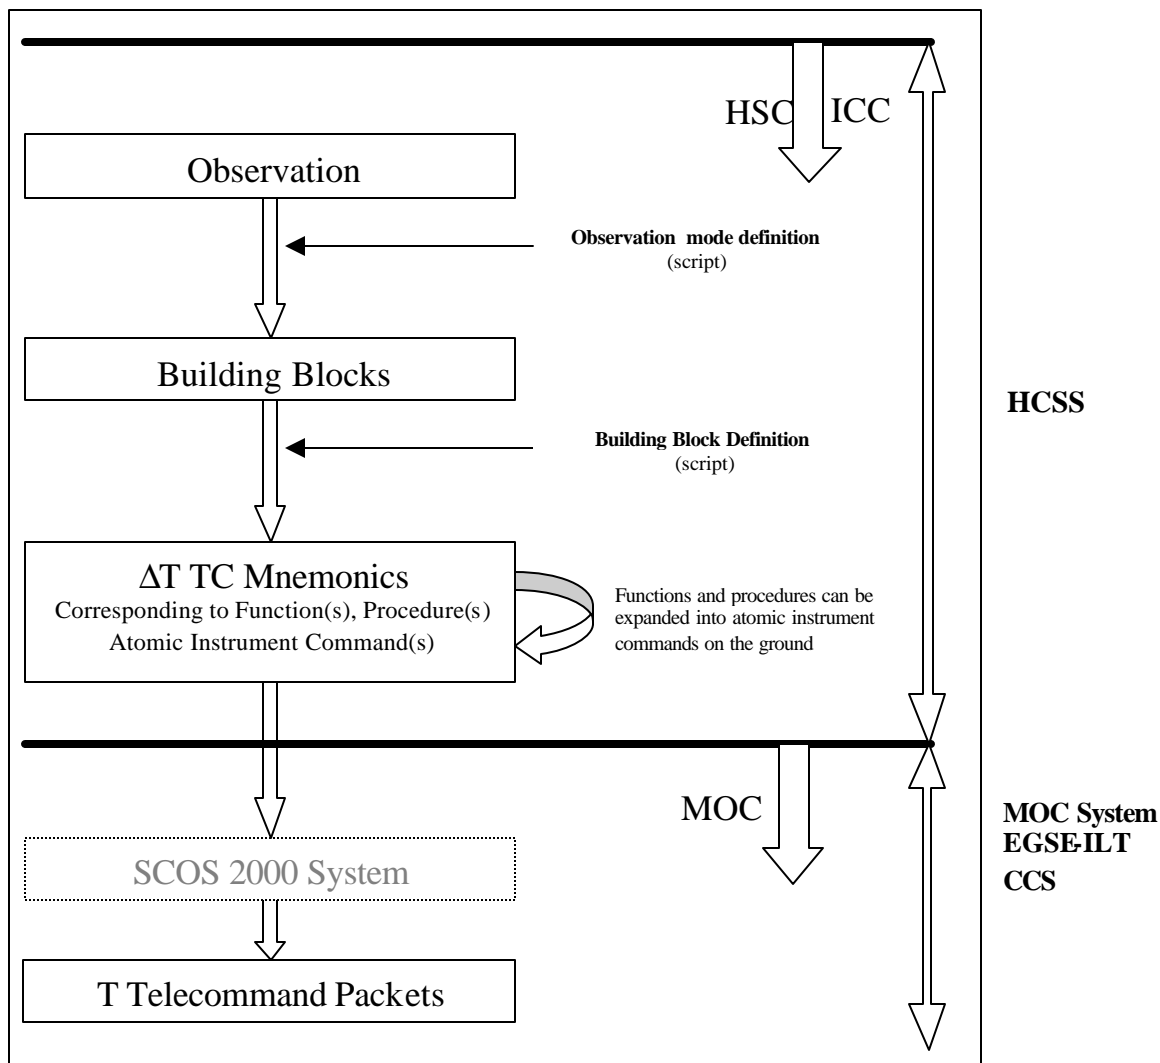 HSC ICC
Observation
Observation mode definition
(script)
Building Blocks
HCSS
Building Block Definition
(script)
ΔT TC Mnemonics
Corresponding to Function(s), Procedure(s)
Atomic Instrument Command(s)
Functions and procedures can be
expanded into atomic instrument
commands on the ground
MOC
MOC System
EGSE-ILT
CCS
SCOS 2000 System
T Telecommand Packets